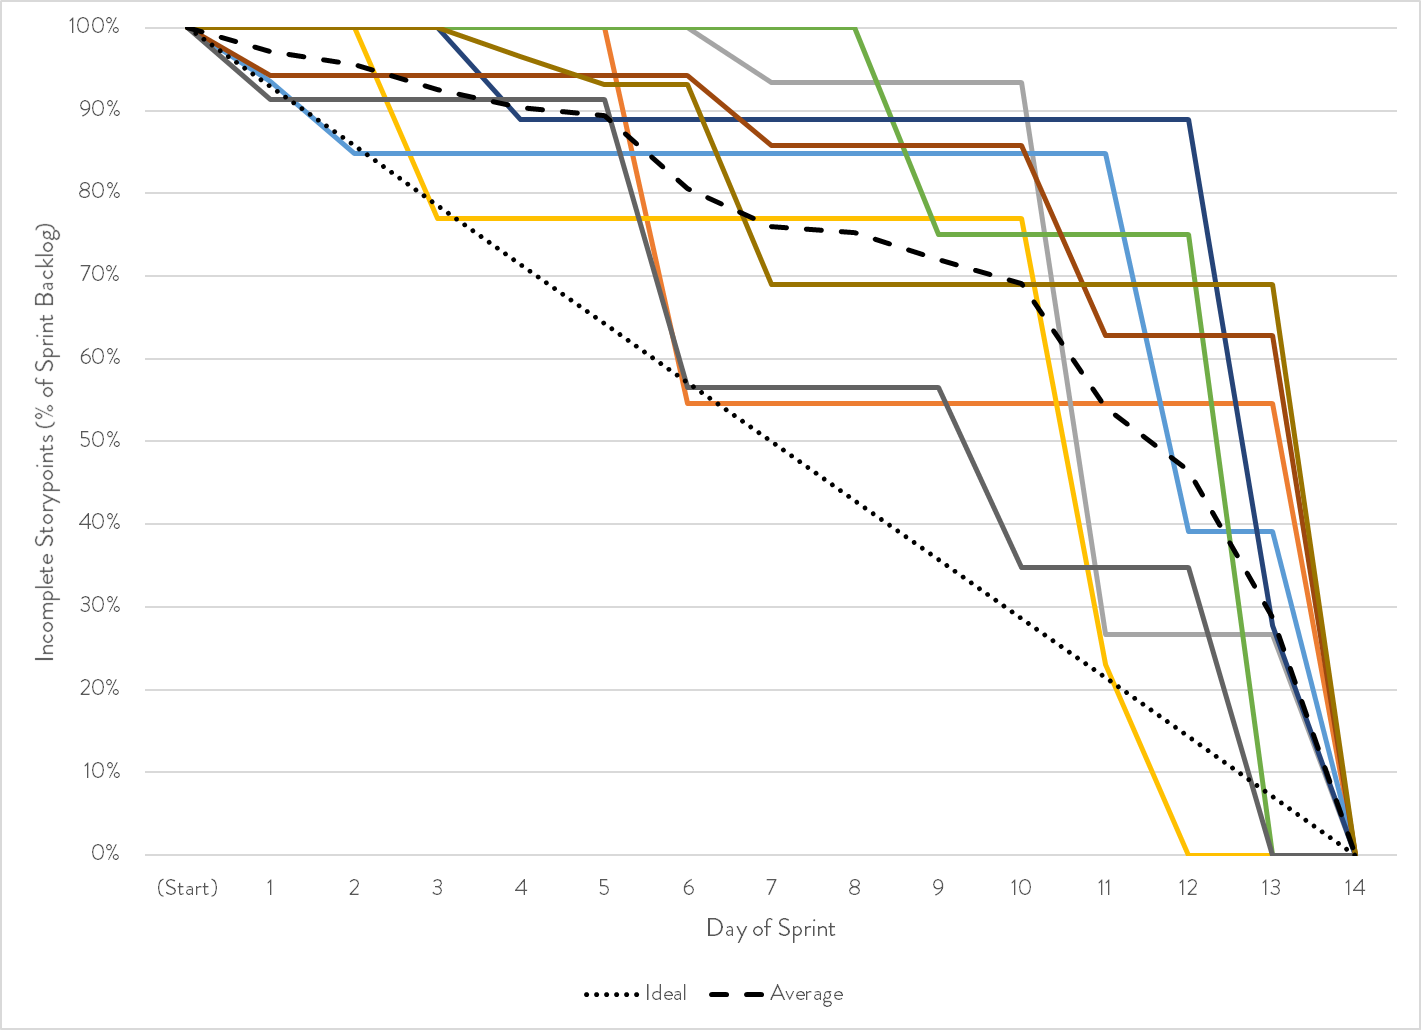 Incomplete Storypoints (% of Sprint Backlog)
100%
90%
80%
70%
60%
50%
40%
30%
20%
10%
0%
(Start) 1 2 3 4 5 6 7 8 9 10 11 12 13 14
Day of Sprint
Ideal Average